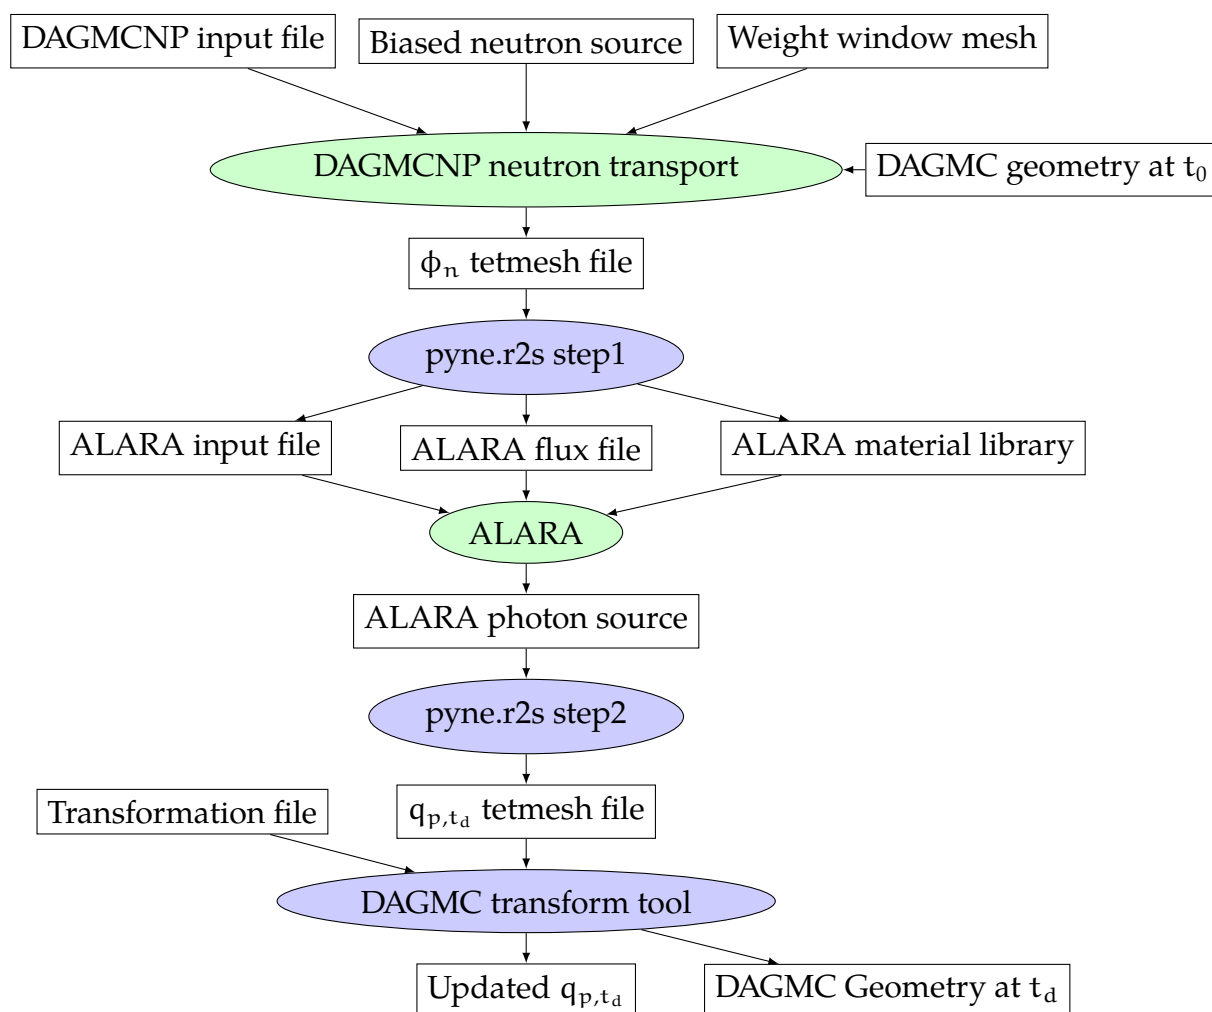 DAGMCNP input file
Biased neutron source
Weight window mesh
DAGMCNP neutron transport
DAGMC geometry at t₀
ϕₙ tetmesh file
pyne.r2s step1
ALARA input file
ALARA flux file
ALARA material library
ALARA
ALARA photon source
pyne.r2s step2
Transformation file
q_{p,t_d} tetmesh file
DAGMC transform tool
Updated q_{p,t_d}
DAGMC Geometry at t_d